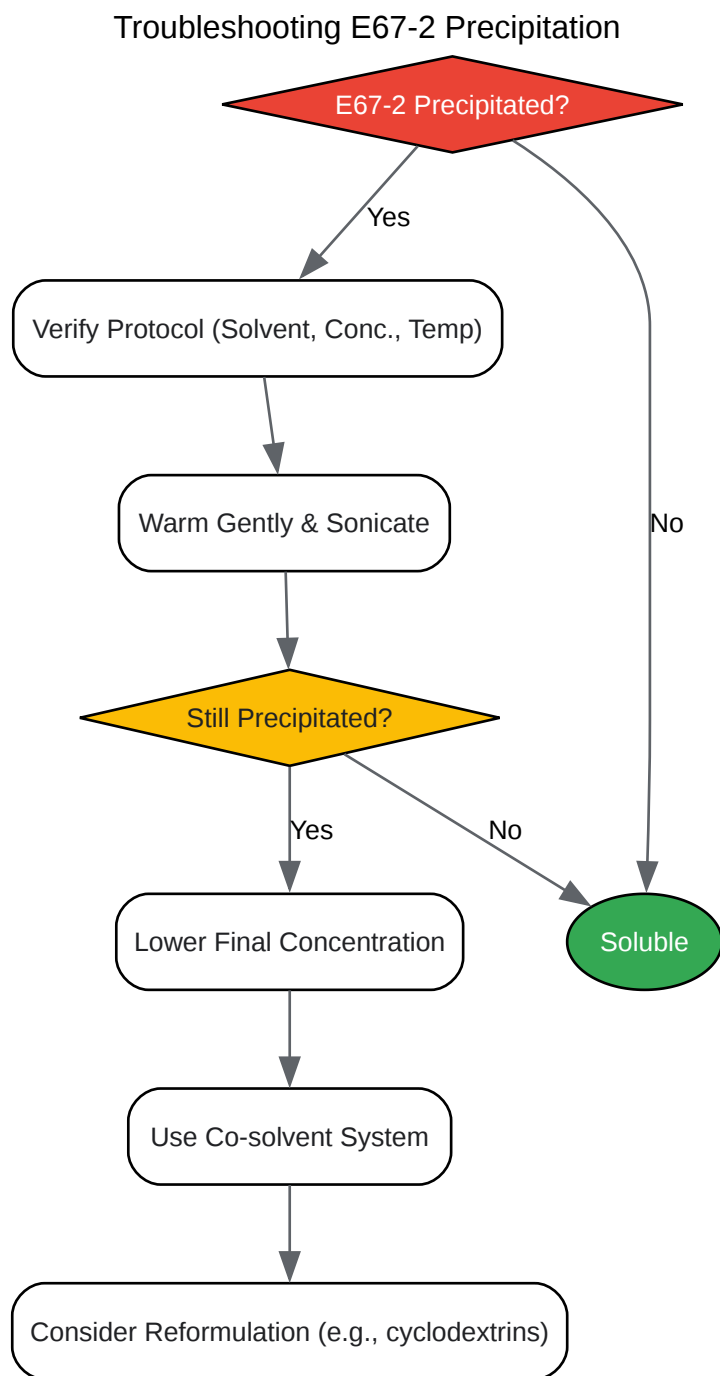 Troubleshooting E67-2 Precipitation
E67-2 Precipitated?
Yes
Verify Protocol (Solvent, Conc., Temp)
Warm Gently & Sonicate
No
Still Precipitated?
Yes
No
Lower Final Concentration
Soluble
Use Co-solvent System
Consider Reformulation (e.g., cyclodextrins)